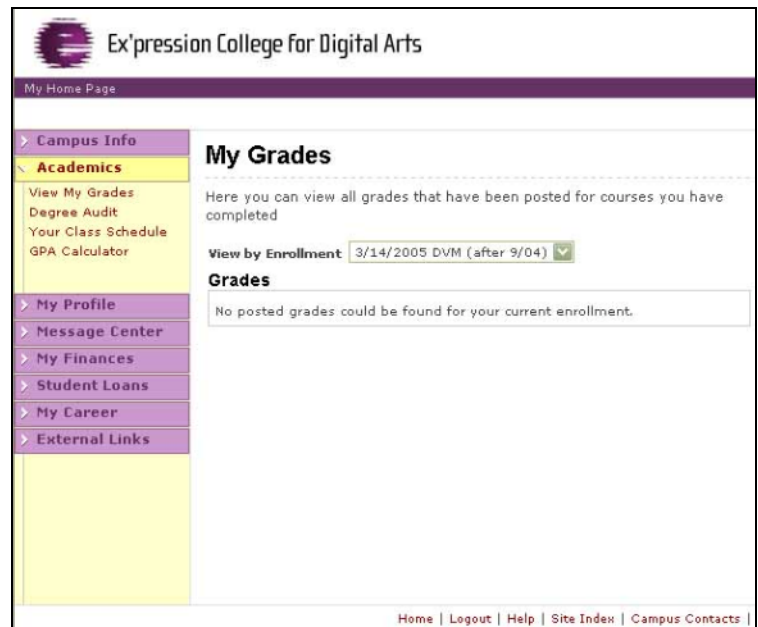 Ex'pression College for Digital Arts
My Home Page
Campus Info
Academics
View My Grades
Degree Audit
Your Class Schedule
GPA Calculator
My Profile
Message Center
My Finances
Student Loans
My Career
External Links
My Grades
Here you can view all grades that have been posted for courses you have
completed
View by Enrollment 3/14/2005 DVM (after 9/04)
Grades
No posted grades could be found for your current enrollment.
Home | Logout | Help | Site Index | Campus Contacts |